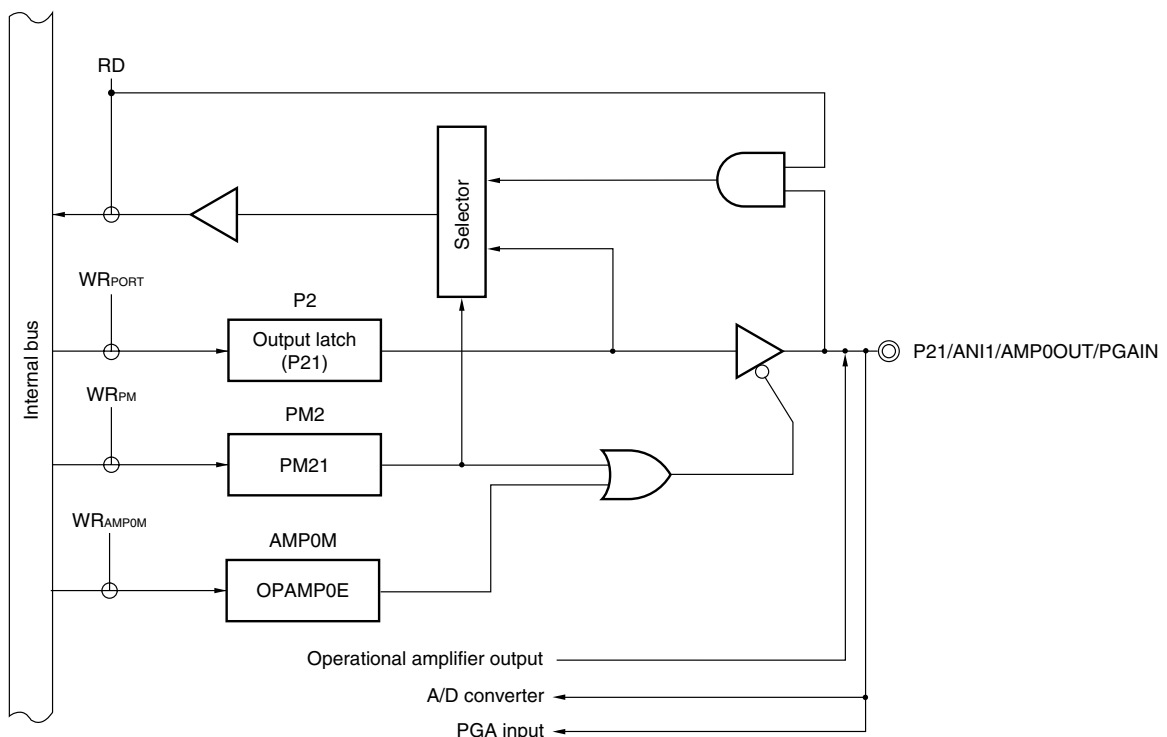 RD
Selector
Internal bus
WRPORT
P2
Output latch
(P21)
P21/ANI1/AMP0OUT/PGAIN
WRPM
PM2
PM21
WRAMP0M
AMP0M
OPAMP0E
Operational amplifier output
A/D converter
PGA input